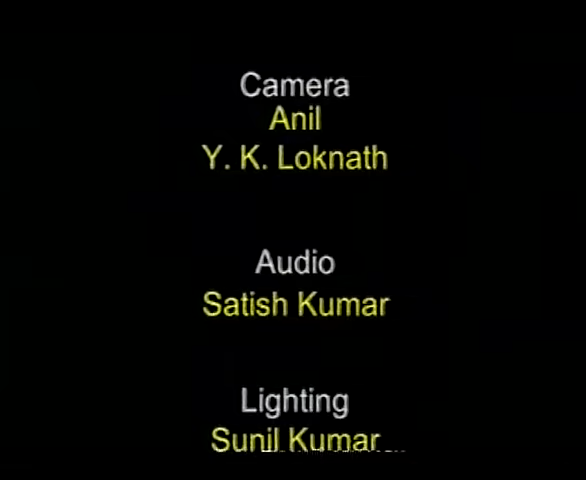 Camera
Anil
Y. K. Loknath
Audio
Satish Kumar
Lighting
Sunil Kumar